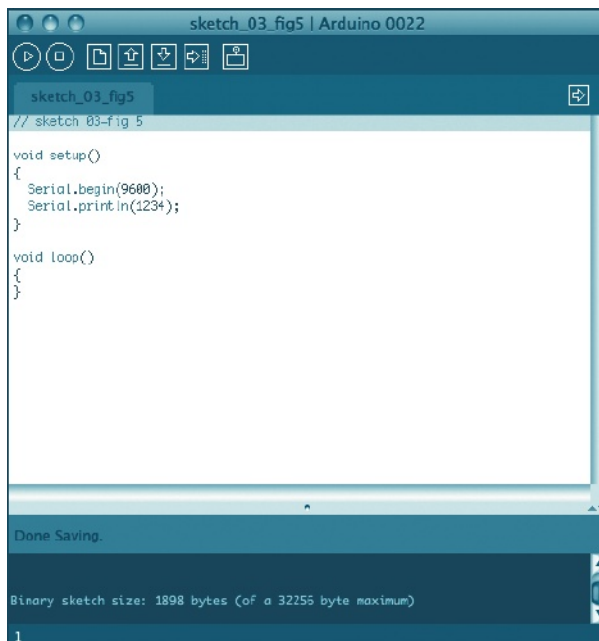 sketch_03_fig5 | Arduino 0022
sketch_03_fig5
// sketch 03-fig 5
void setup()
{
Serial.begin(9600);
Serial.println(1234);
}
void loop()
{
}
Done Saving.
Binary sketch size: 1898 bytes (of a 32256 byte maximum)
1